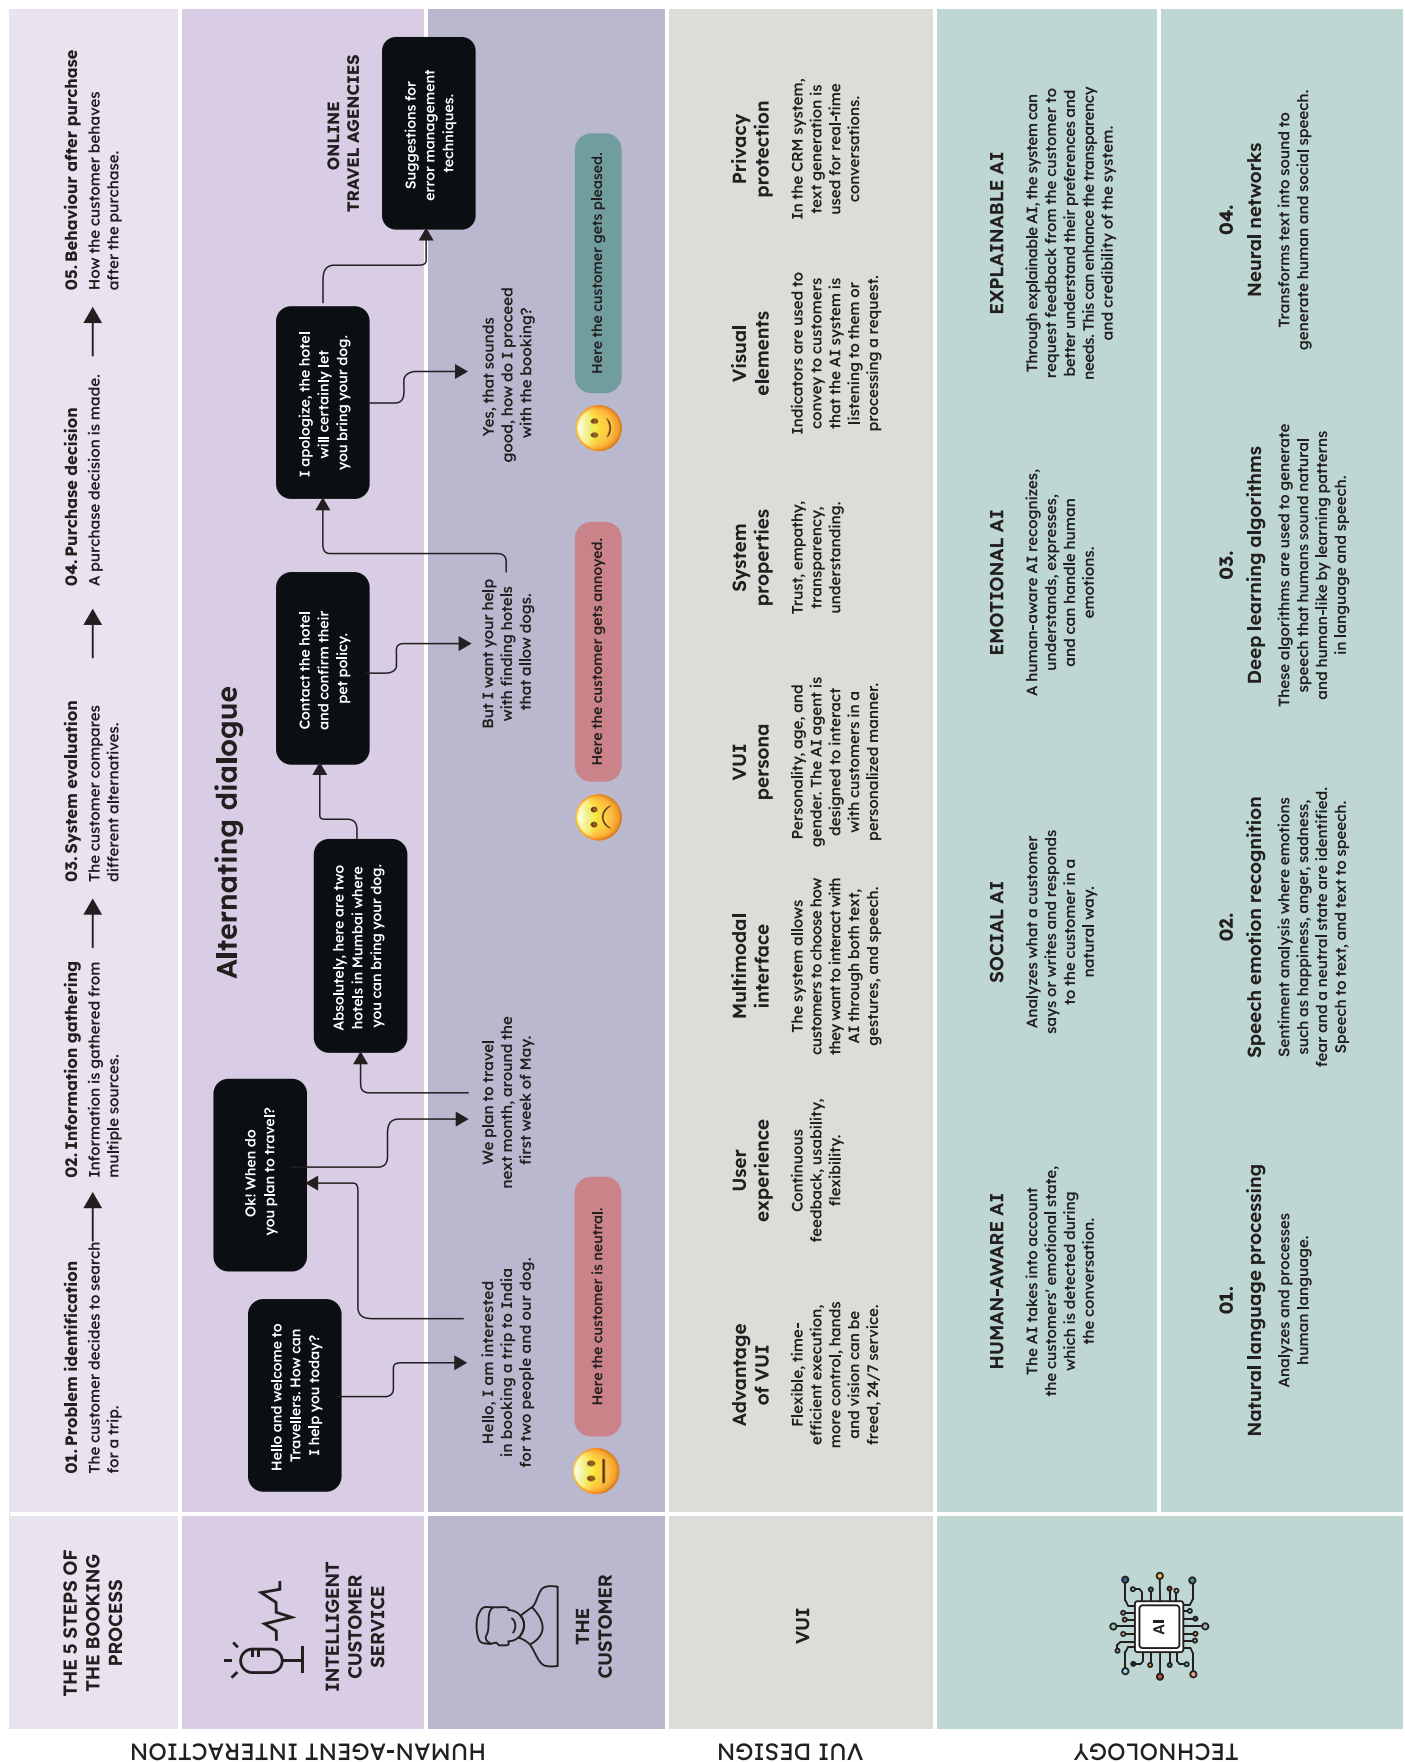 HUMAN-AGENT INTERACTION
THE 5 STEPS OF
THE BOOKING
PROCESS
01. Problem identification
The customer decides to search
for a trip.
02. Information gathering
Information is gathered from
multiple sources.
03. System evaluation
The customer compares
different alternatives.
04. Purchase decision
A purchase decision is made.
05. Behaviour after purchase
How the customer behaves
after the purchase.
INTELLIGENT
CUSTOMER
SERVICE
Alternating dialogue
Hello and welcome to
Travellers. How can
I help you today?
Ok! When do
you plan to travel?
Absolutely, here are two
hotels in Mumbai where
you can bring your dog.
Contact the hotel
and confirm their
pet policy.
I apologize, the hotel
will certainly let
you bring your dog.
ONLINE
TRAVEL AGENCIES
Suggestions for
error management
techniques.
THE
CUSTOMER
Hello, I am interested
in booking a trip to India
for two people and our dog.
We plan to travel
next month, around the
first week of May.
But I want your help
with finding hotels
that allow dogs.
Yes, that sounds
good, how do I proceed
with the booking?
Here the customer is neutral.
Here the customer gets annoyed.
Here the customer gets pleased.
VUI DESIGN
VUI
Advantage
of VUI
Flexible, time-
efficient execution,
more control, hands
and vision can be
freed, 24/7 service.
User
experience
Continuous
feedback, usability,
flexibility.
Multimodal
interface
The system allows
customers to choose how
they want to interact with
AI through both text,
gestures, and speech.
VUI
persona
Personality, age, and
gender. The AI agent is
designed to interact
with customers in a
personalized manner.
System
properties
Trust, empathy,
transparency,
understanding.
Visual
elements
Indicators are used to
convey to customers
that the AI system is
listening to them or
processing a request.
Privacy
protection
In the CRM system,
text generation is
used for real-time
conversations.
TECHNOLOGY
AI
HUMAN-AWARE AI
The AI takes into account
the customers' emotional state,
which is detected during
the conversation.
SOCIAL AI
Analyzes what a customer
says or writes and responds
to the customer in a
natural way.
EMOTIONAL AI
A human-aware AI recognizes,
understands, expresses,
and can handle human
emotions.
EXPLAINABLE AI
Through explainable AI, the system can
request feedback from the customer to
better understand their preferences and
needs. This can enhance the transparency
and credibility of the system.
01.
Natural language processing
Analyzes and processes
human language.
02.
Speech emotion recognition
Sentiment analysis where emotions
such as happiness, anger, sadness,
fear and a neutral state are identified.
Speech to text, and text to speech.
03.
Deep learning algorithms
These algorithms are used to generate
speech that humans sound natural
and human-like by learning patterns
in language and speech.
04.
Neural networks
Transforms text into sound to
generate human and social speech.